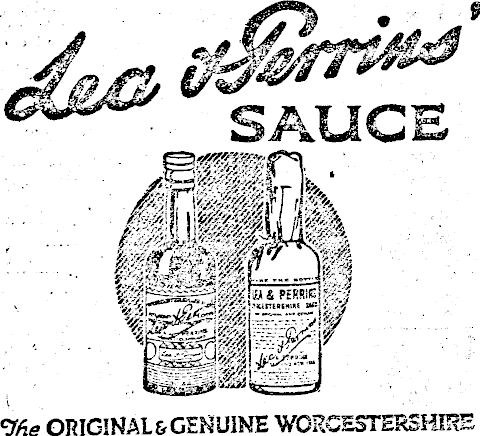 Lea & Perrins'
SAUCE
LEA & PERRINS
The ORIGINAL & GENUINE WORCESTERSHIRE